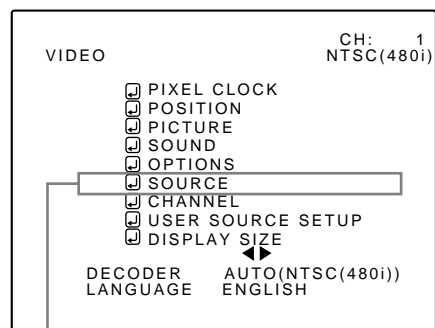 CH: 1
VIDEO NTSC(480i)
PIXEL CLOCK
POSITION
PICTURE
SOUND
OPTIONS
SOURCE
CHANNEL
USER SOURCE SETUP
DISPLAY SIZE
DECODER AUTO(NTSC(480i))
LANGUAGE ENGLISH